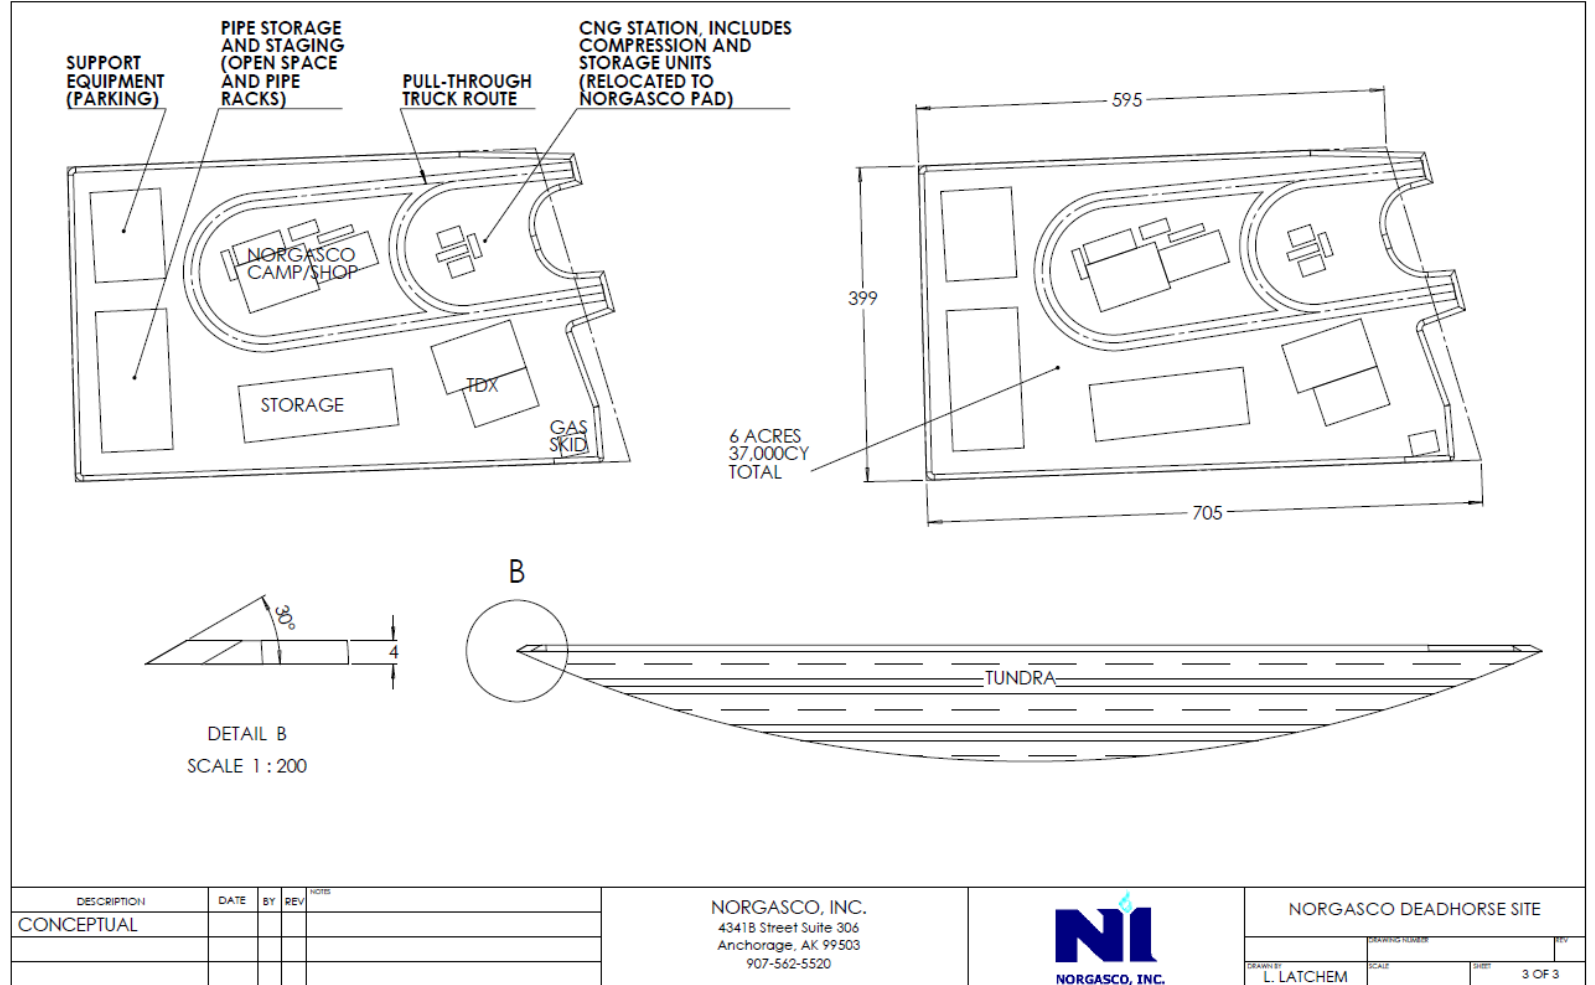 SUPPORT
EQUIPMENT
(PARKING)
PIPE STORAGE
AND STAGING
(OPEN SPACE
AND PIPE
RACKS)
PULL-THROUGH
TRUCK ROUTE
CNG STATION, INCLUDES
COMPRESSION AND
STORAGE UNITS
(RELOCATED TO
NORGASCO PAD)
595
NORGASCO
CAMP/SHOP
399
TDX
STORAGE
GAS
SKID
6 ACRES
37,000CY
TOTAL
705
B
30°
4
TUNDRA
DETAIL B
SCALE 1 : 200
DESCRIPTION
DATE
BY
REV
NOTES
CONCEPTUAL
NORGASCO, INC.
4341B Street Suite 306
Anchorage, AK 99503
907-562-5520
NI
NORGASCO, INC.
NORGASCO DEADHORSE SITE
DRAWING NUMBER
REV
DRAWN BY
L. LATCHEM
SCALE
SHEET
3 OF 3